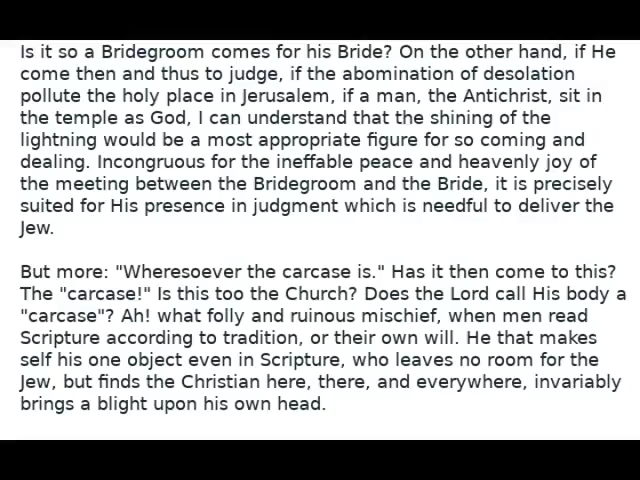 Is it so a Bridegroom comes for his Bride? On the other hand, if He
come then and thus to judge, if the abomination of desolation
pollute the holy place in Jerusalem, if a man, the Antichrist, sit in
the temple as God, I can understand that the shining of the
lightning would be a most appropriate figure for so coming and
dealing. Incongruous for the ineffable peace and heavenly joy of
the meeting between the Bridegroom and the Bride, it is precisely
suited for His presence in judgment which is needful to deliver the
Jew.
But more: "Wheresoever the carcase is." Has it then come to this?
The "carcase!" Is this too the Church? Does the Lord call His body a
"carcase"? Ah! what folly and ruinous mischief, when men read
Scripture according to tradition, or their own will. He that makes
self his one object even in Scripture, who leaves no room for the
Jew, but finds the Christian here, there, and everywhere, invariably
brings a blight upon his own head.